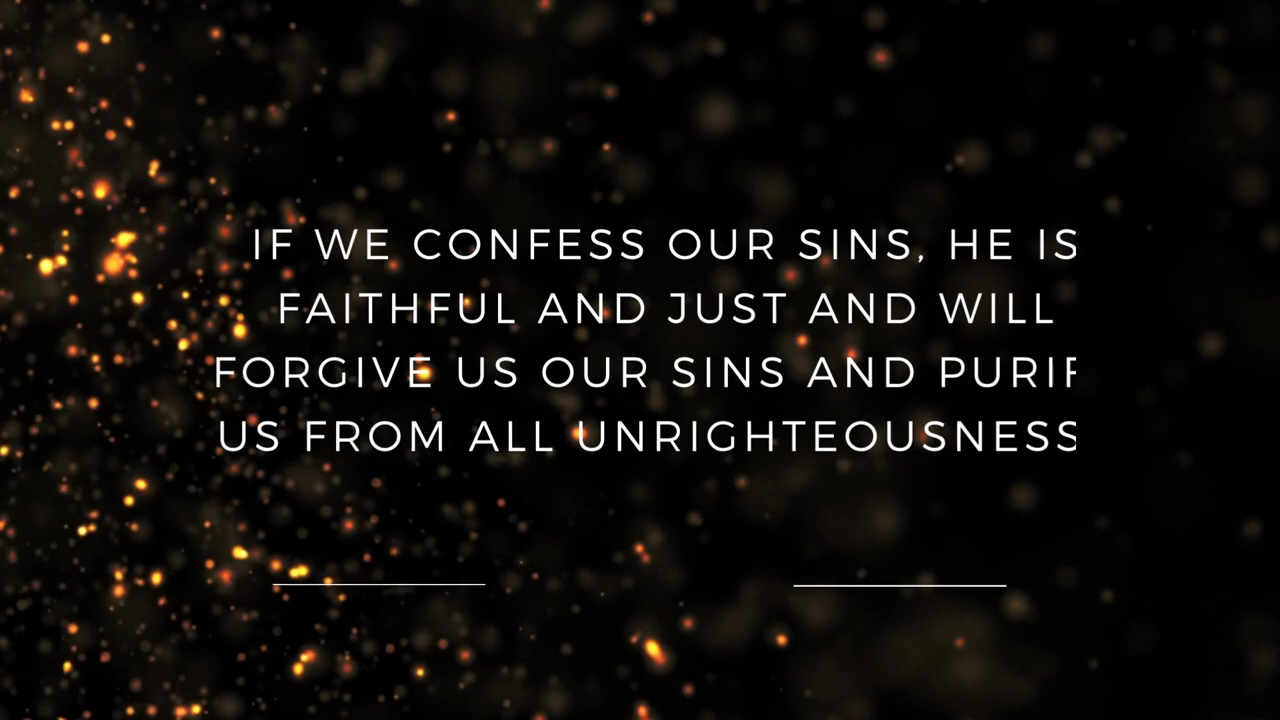 IF WE CONFESS OUR SINS, HE IS
FAITHFUL AND JUST AND WILL
FORGIVE US OUR SINS AND PURIF
US FROM ALL UNRIGHTEOUSNESS